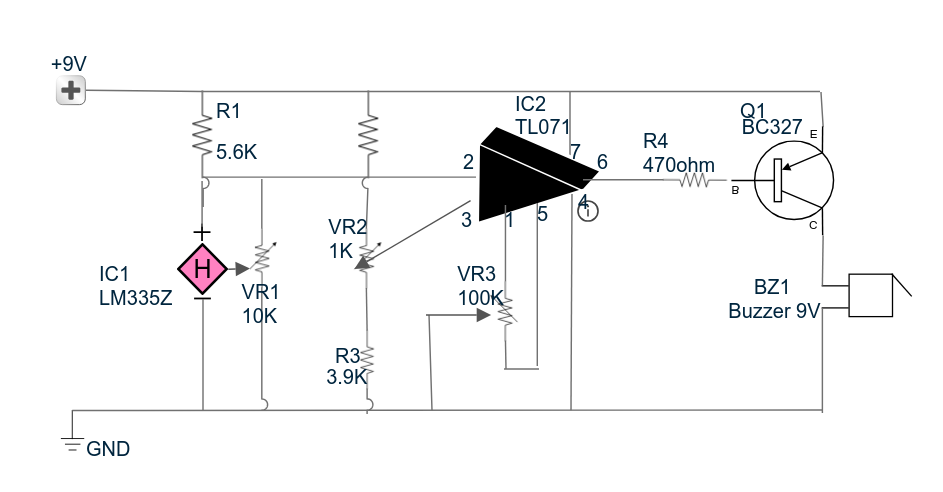 +9V
R1
5.6K
IC2
TL071
2
7
6
3
1
5
4
R4
470ohm
Q1
BC327
E
B
C
+
H
IC1
LM335Z
VR1
10K
VR2
1K
VR3
100K
R3
3.9K
BZ1
Buzzer 9V
GND